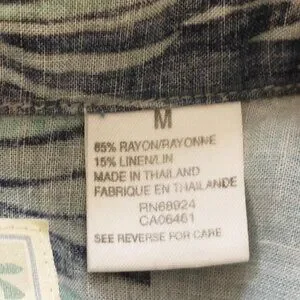 M
85% RAYON/RAYONNE
15% LINEN/LIN
MADE IN THAILAND
FABRIQUE EN THAILANDE
RN68924
CA06461
SEE REVERSE FOR CARE